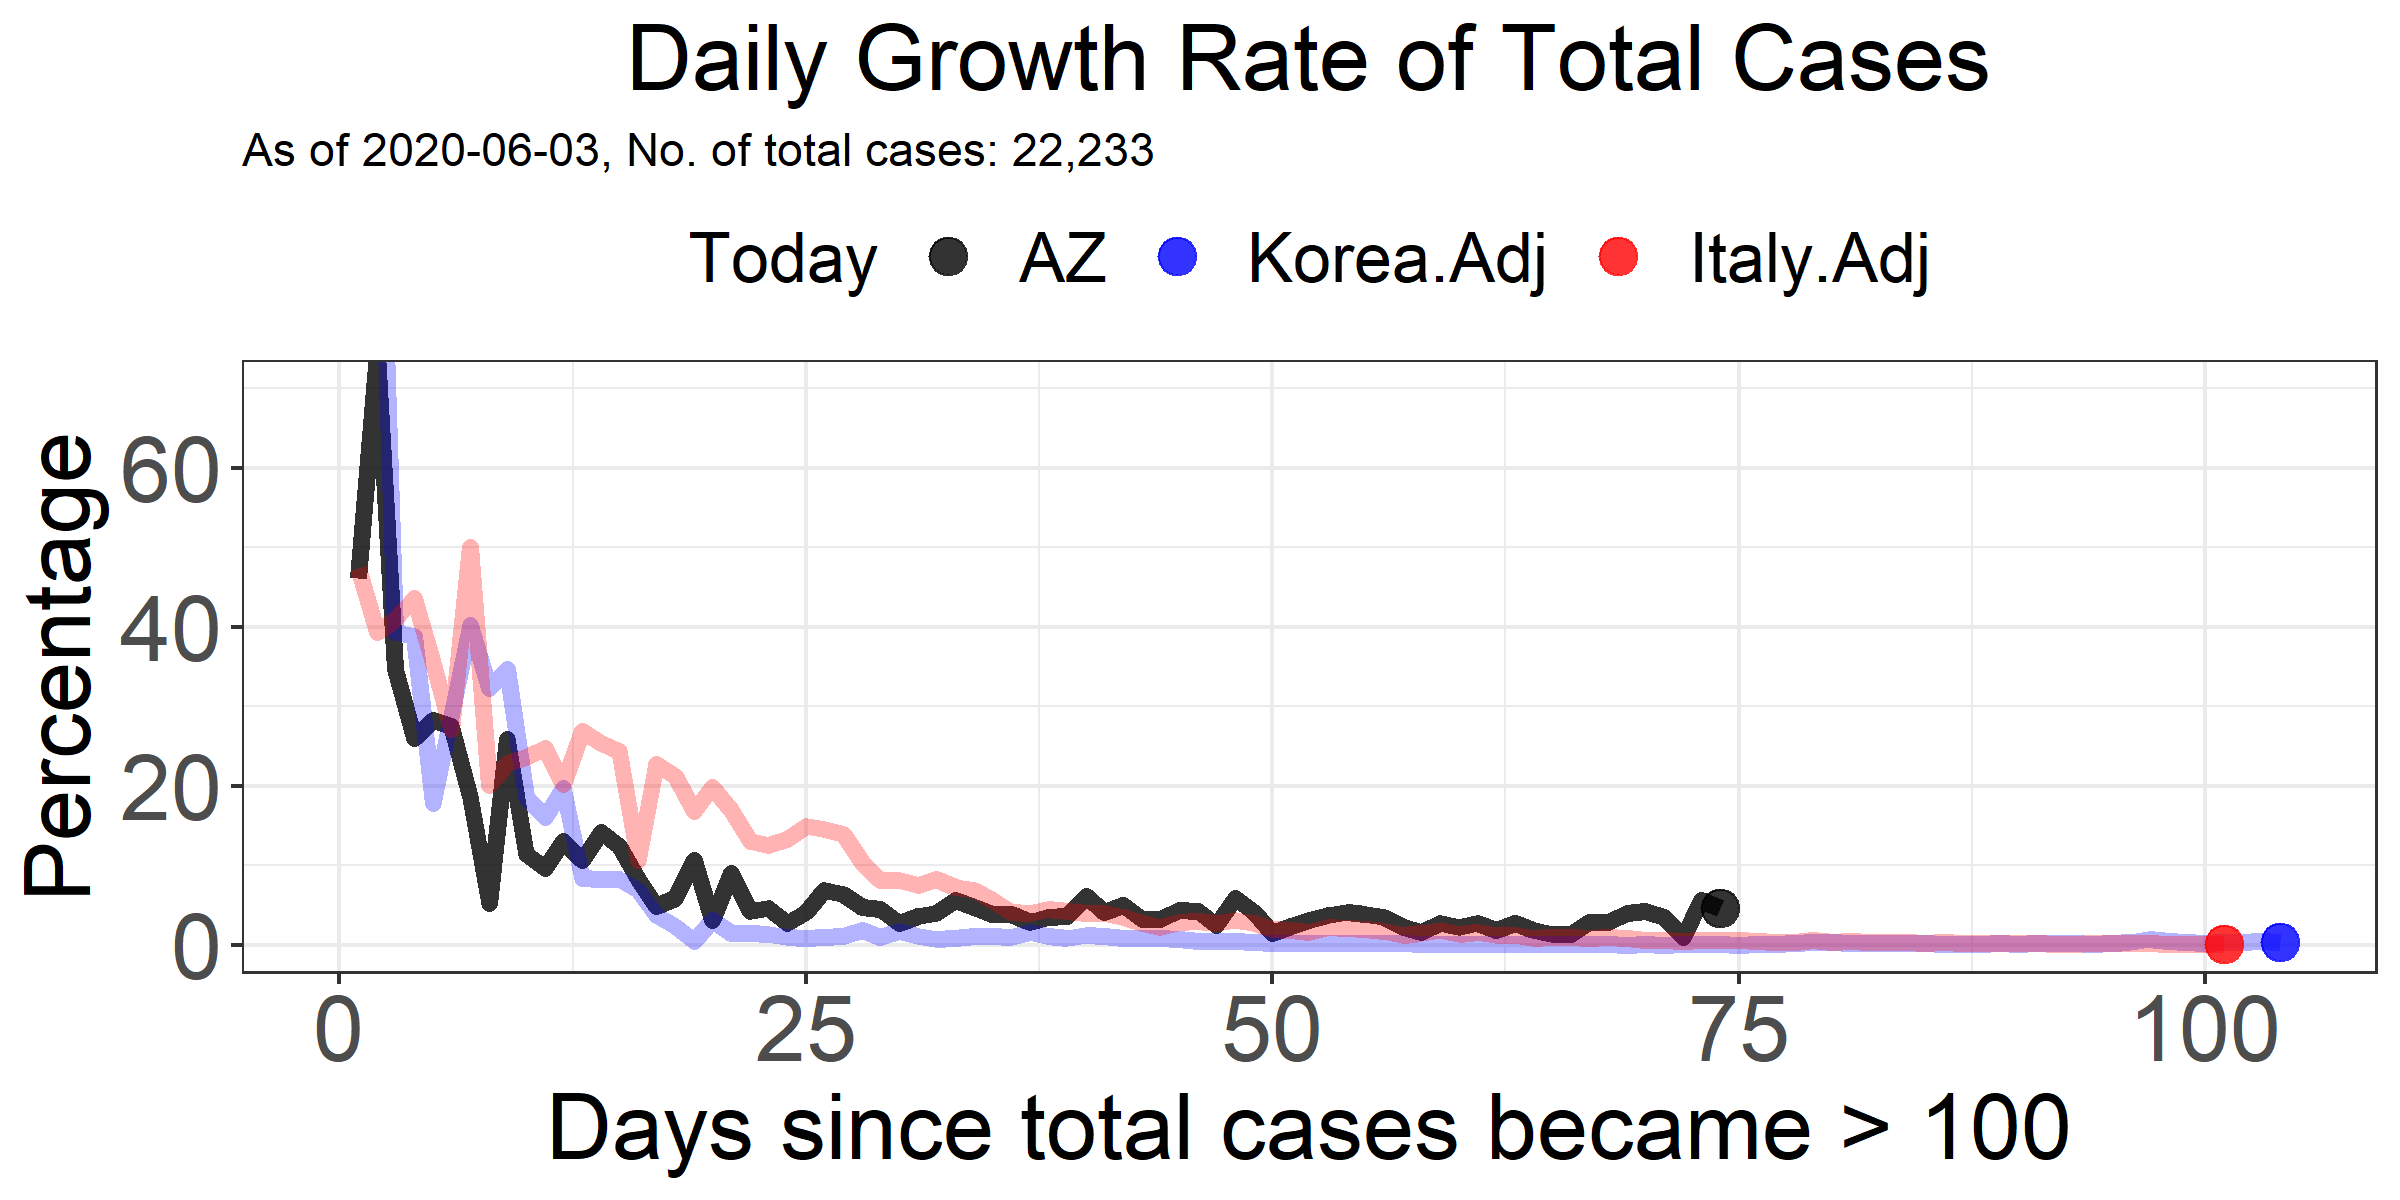 Daily Growth Rate of Total Cases
As of 2020-06-03, No. of total cases: 22,233
Today AZ Korea.Adj Italy.Adj
Percentage
60
40
20
0
0 25 50 75 100
Days since total cases became > 100